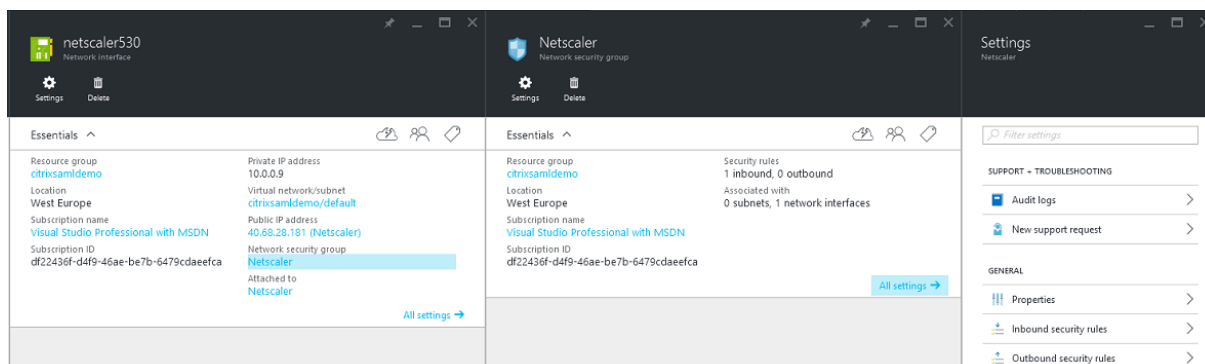 netscaler530
Network interface
Settings
Delete
Essentials
Resource group
citrixsamldemo
Location
West Europe
Subscription name
Visual Studio Professional with MSDN
Subscription ID
df22436f-d4f9-46ae-be7b-6479cdaeefca
Private IP address
10.0.0.9
Virtual network/subnet
citrixsamldemo/default
Public IP address
40.68.28.181 (Netscaler)
Network security group
Netscaler
Attached to
Netscaler
All settings →
Netscaler
Network security group
Settings
Delete
Essentials
Resource group
citrixsamldemo
Location
West Europe
Subscription name
Visual Studio Professional with MSDN
Subscription ID
df22436f-d4f9-46ae-be7b-6479cdaeefca
Security rules
1 inbound, 0 outbound
Associated with
0 subnets, 1 network interfaces
All settings →
Settings
Netscaler
Filter settings
SUPPORT + TROUBLESHOOTING
Audit logs
New support request
GENERAL
Properties
Inbound security rules
Outbound security rules